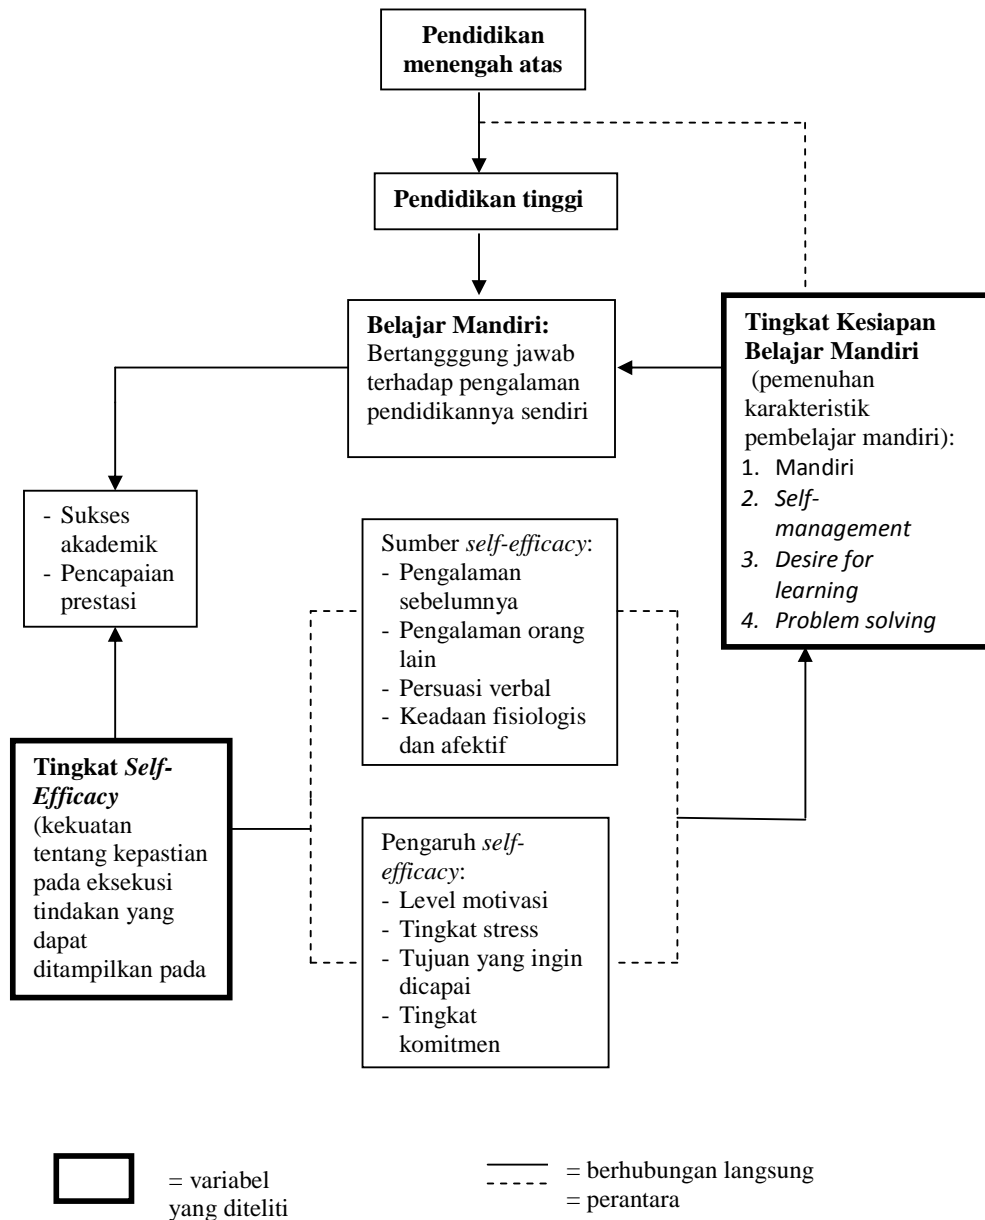 Pendidikan
menengah atas
Pendidikan tinggi
Belajar Mandiri:
Bertangggung jawab
terhadap pengalaman
pendidikannya sendiri
Tingkat Kesiapan
Belajar Mandiri
(pemenuhan
karakteristik
pembelajar mandiri):
1. Mandiri
2. Self-
management
3. Desire for
learning
4. Problem solving
- Sukses
akademik
- Pencapaian
prestasi
Sumber self-efficacy:
- Pengalaman
sebelumnya
- Pengalaman orang
lain
- Persuasi verbal
- Keadaan fisiologis
dan afektif
Tingkat Self-
Efficacy
(kekuatan
tentang kepastian
pada eksekusi
tindakan yang
dapat
ditampilkan pada
Pengaruh self-
efficacy:
- Level motivasi
- Tingkat stress
- Tujuan yang ingin
dicapai
- Tingkat
komitmen
= variabel
yang diteliti
= berhubungan langsung
= perantara